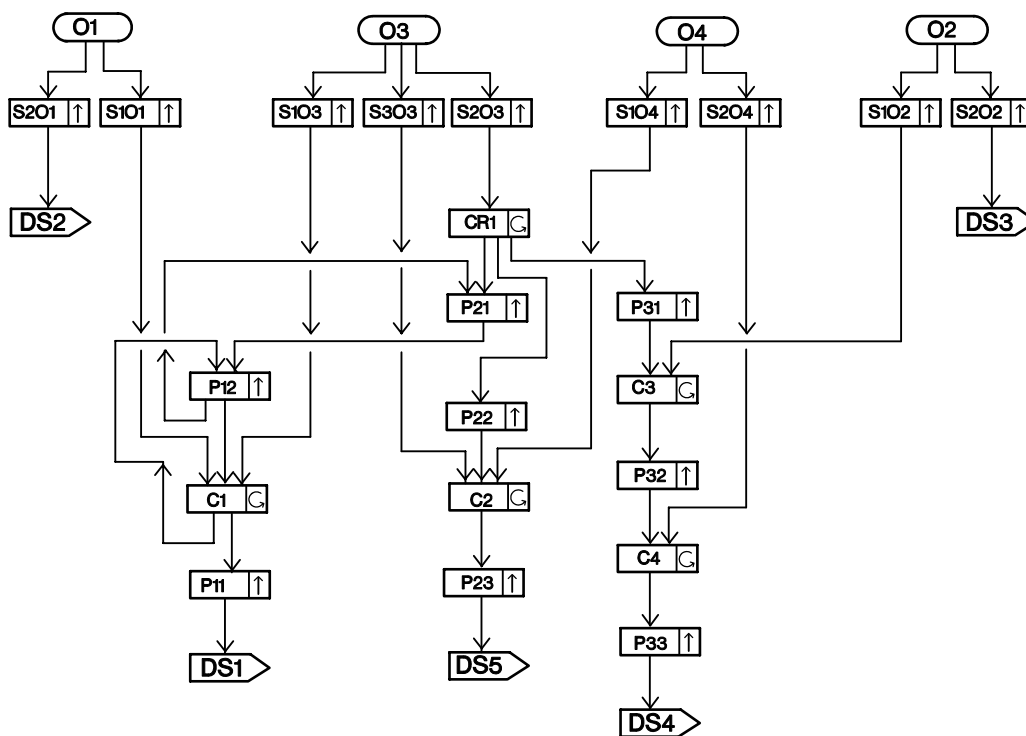 O1
O3
O4
O2
S2O1
S1O1
S1O3
S3O3
S2O3
S1O4
S2O4
S1O2
S2O2
DS2
CR1
DS3
P21
P31
P12
C3
P22
P32
C1
C2
C4
P11
P23
P33
DS1
DS5
DS4